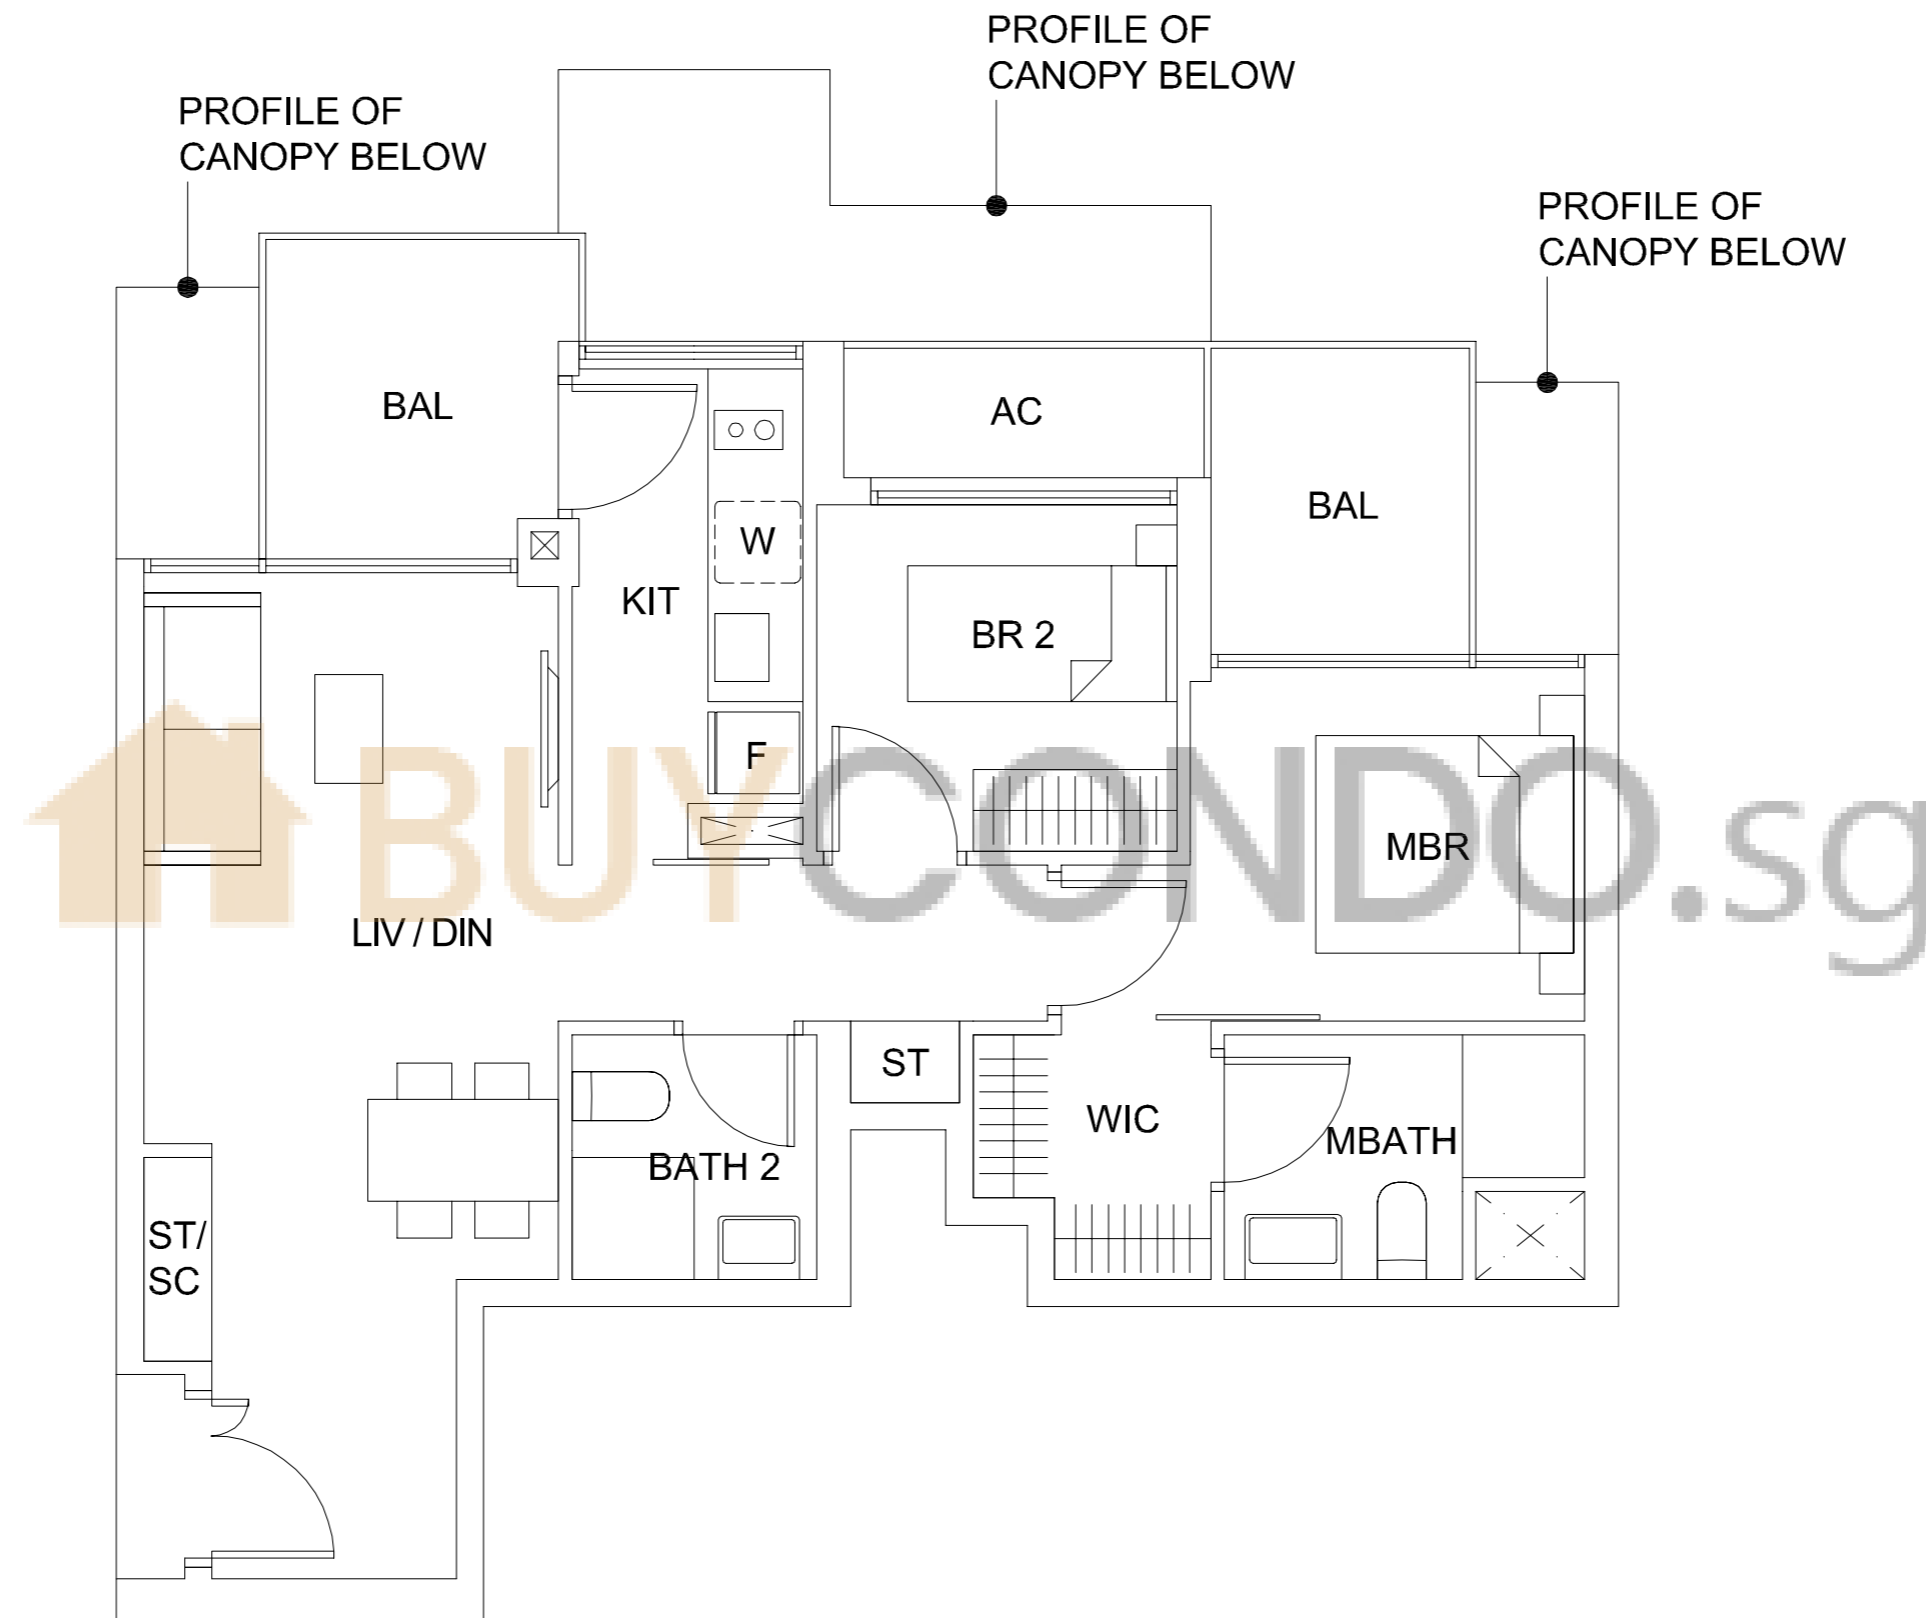 PROFILE OF
CANOPY BELOW
PROFILE OF
CANOPY BELOW
PROFILE OF
CANOPY BELOW
BAL
AC
BAL
W
KIT
BR 2
F
BUYCONDO.sg
MBR
LIV / DIN
ST
WIC
MBATH
BATH 2
ST/
SC